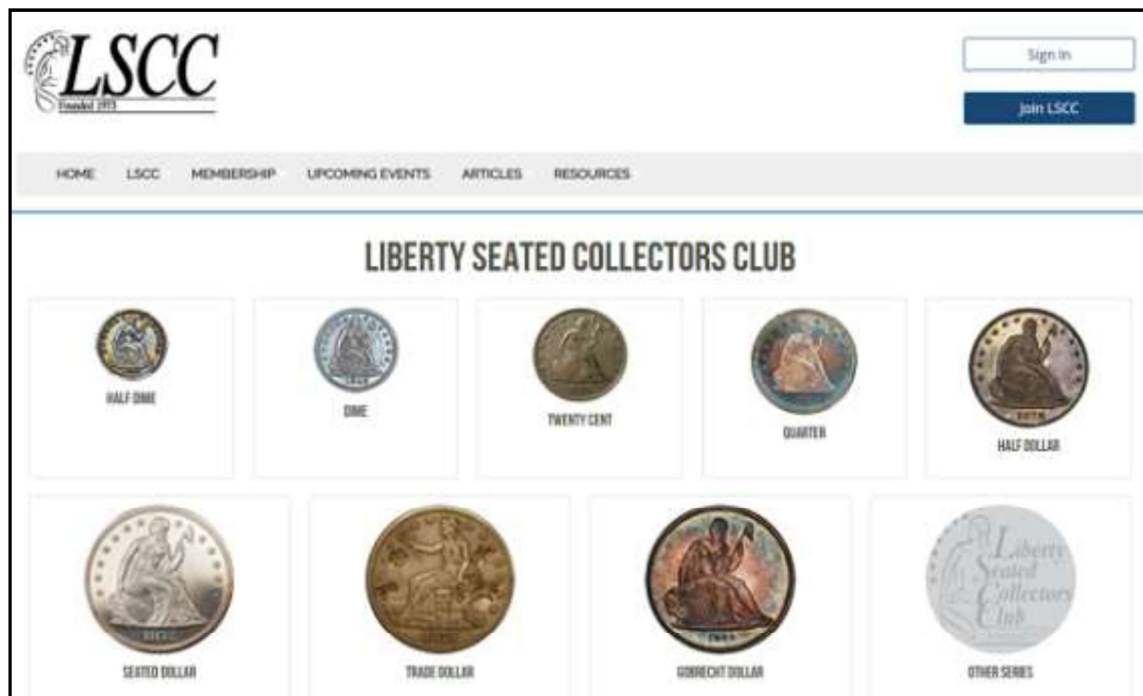 LSCC
Founded 1973
Sign In
Join LSCC
HOME LSCC MEMBERSHIP UPCOMING EVENTS ARTICLES RESOURCES
LIBERTY SEATED COLLECTORS CLUB
HALF DIME
DIME
TWENTY CENT
QUARTER
HALF DOLLAR
SEATED DOLLAR
TRADE DOLLAR
GOBRECHT DOLLAR
Liberty
Seated
Collectors
Club
OTHER SERIES